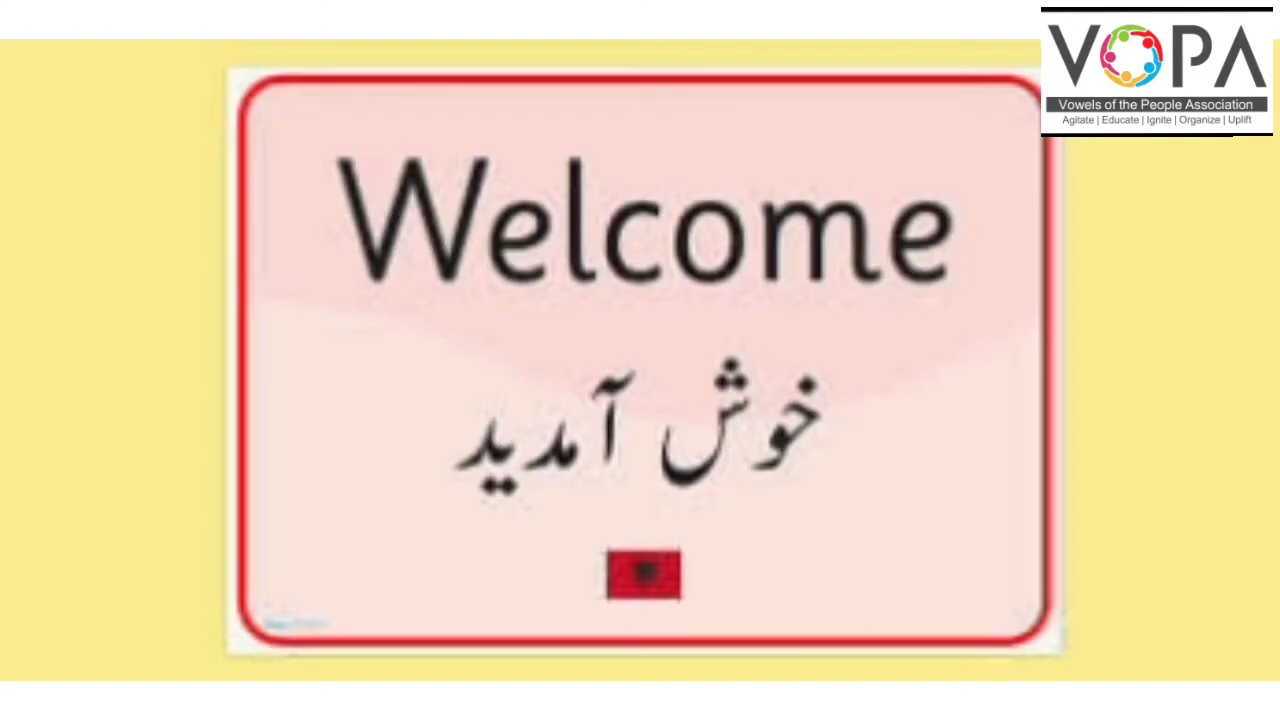 VOPA
Vowels of the People Association
Agitate | Educate | Ignite | Organize | Uplift
Welcome
خوش آمدید